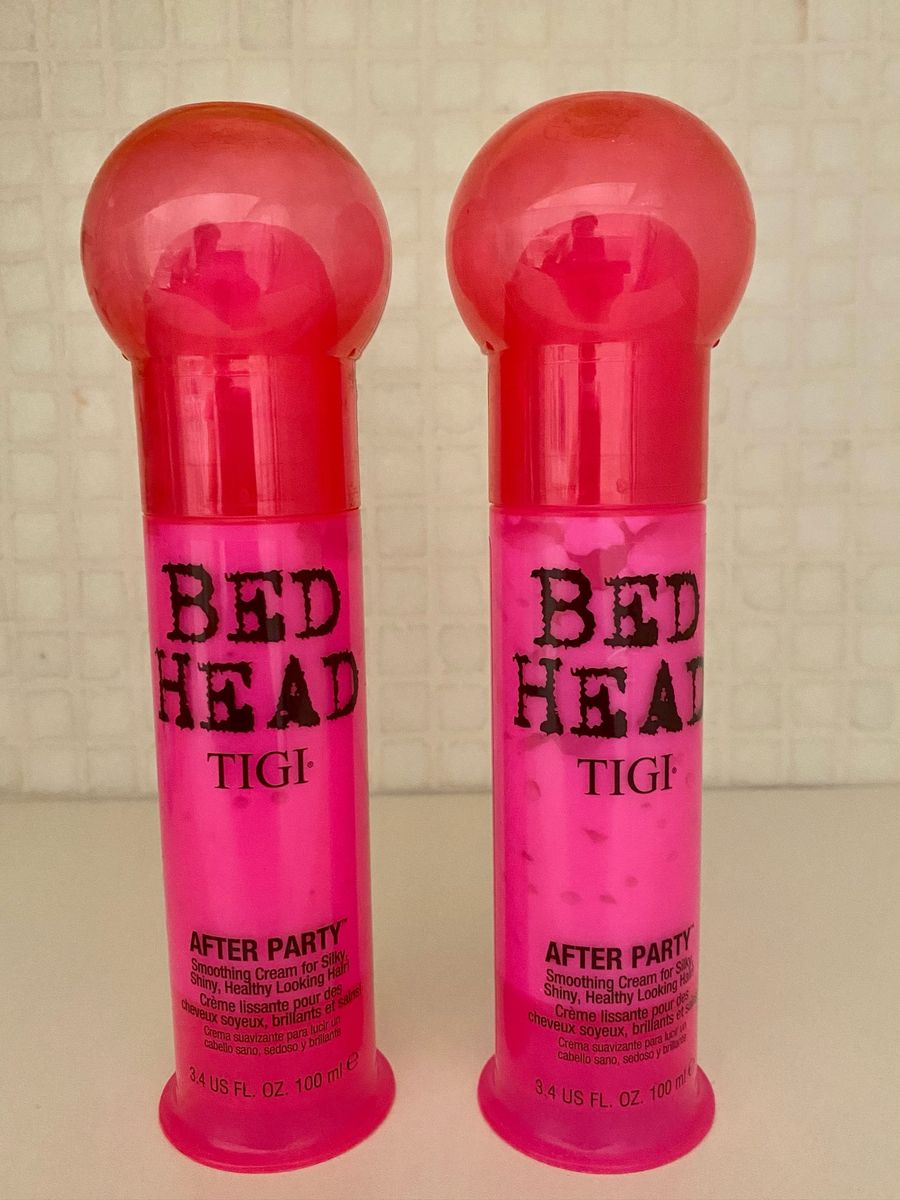 BED
HEAD
TIGI®
AFTER PARTY™
Smoothing Cream for Silky,
Shiny, Healthy Looking Hair!
Crème lissante pour des
cheveux soyeux, brillants et sains!
Crema suavizante para lucir un
cabello sano, sedoso y brillante
3.4 US FL. OZ. 100 ml e
BED
HEAD
TIGI®
AFTER PARTY™
Smoothing Cream for Silky,
Shiny, Healthy Looking Hair!
Crème lissante pour des
cheveux soyeux, brillants et sains!
Crema suavizante para lucir un
cabello sano, sedoso y brillante
3.4 US FL. OZ. 100 ml e